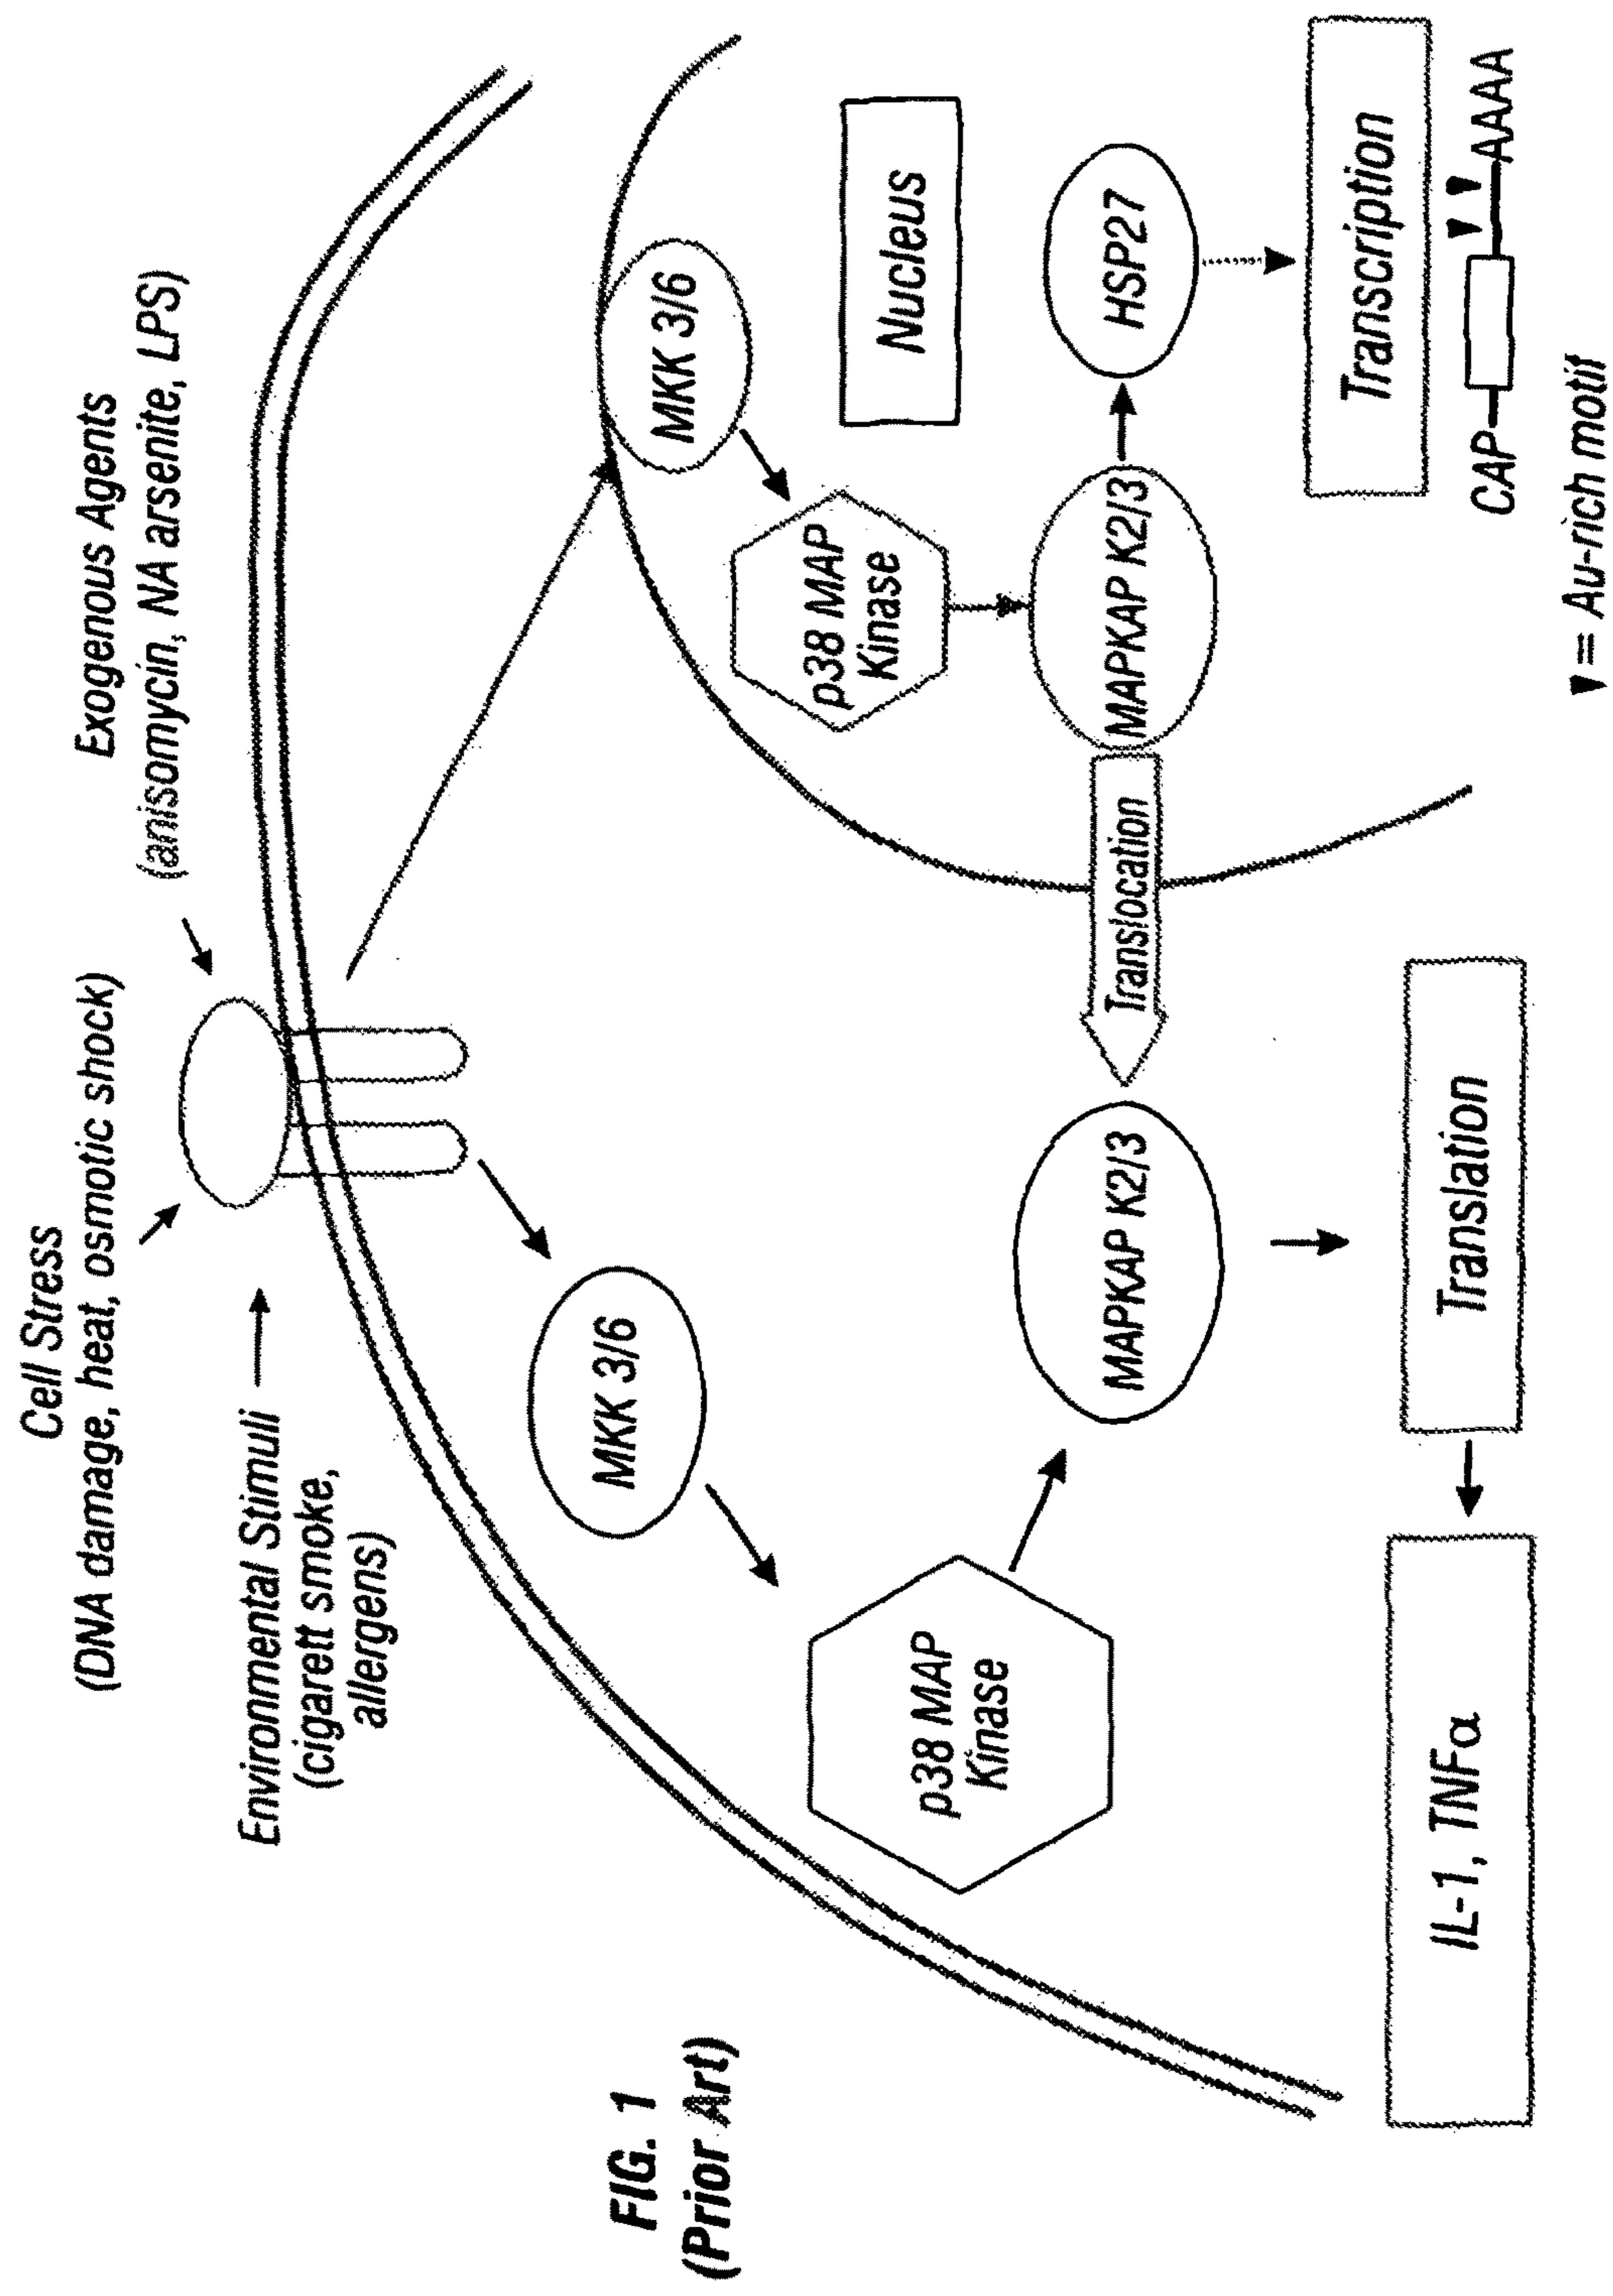 Cell Stress
(DNA damage, heat, osmotic shock)
Exogenous Agents
(anisomycin, NA arsenite, LPS)
Environmental Stimuli
(cigarett smoke,
allergens)
FIG. 1
(Prior Art)
MKK 3/6
MKK 3/6
p38 MAP
Kinase
p38 MAP
Kinase
Nucleus
MAPKAP K2/3
Translocation
MAPKAP K2/3
HSP27
IL-1, TNFα
Translation
Transcription
CAP
AAAA
= Au-rich motif